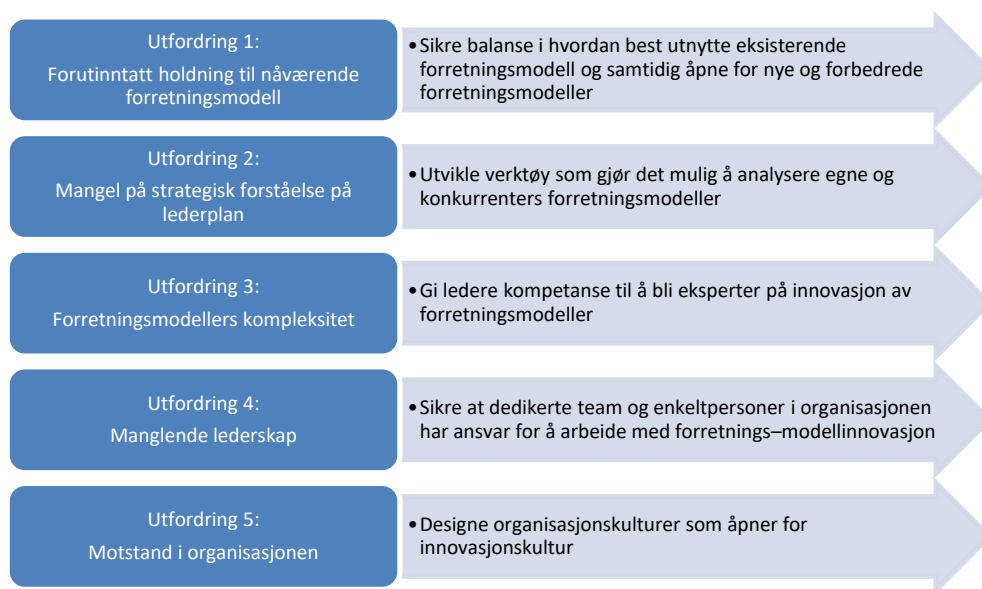 Utfordring 1:
Forutinntatt holdning til nåværende
forretningsmodell
•Sikre balanse i hvordan best utnytte eksisterende
forretningsmodell og samtidig åpne for nye og forbedrede
forretningsmodeller
Utfordring 2:
Mangel på strategisk forståelse på
lederplan
•Utvikle verktøy som gjør det mulig å analysere egne og
konkurrenters forretningsmodeller
Utfordring 3:
Forretningsmodellers kompleksitet
•Gi ledere kompetanse til å bli eksperter på innovasjon av
forretningsmodeller
Utfordring 4:
Manglende lederskap
•Sikre at dedikerte team og enkeltpersoner i organisasjonen
har ansvar for å arbeide med forretnings–modellinnovasjon
Utfordring 5:
Motstand i organisasjonen
•Designe organisasjonskulturer som åpner for
innovasjonskultur